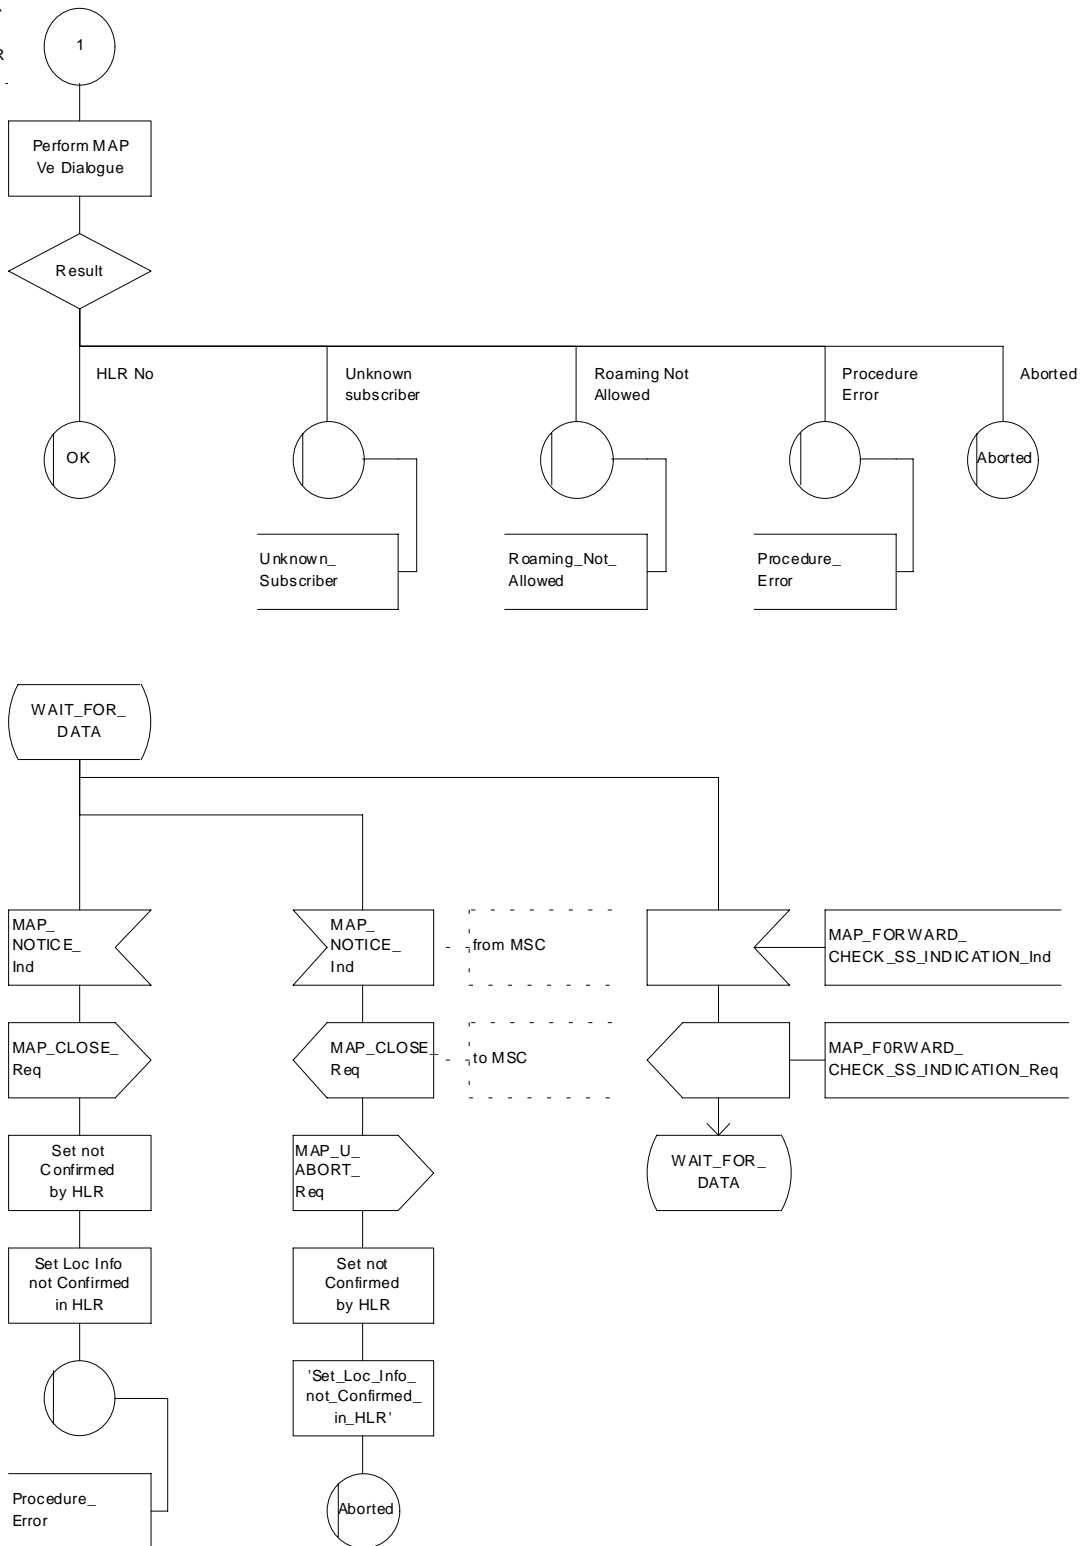 R
1
Perform MAP
Ve Dialogue
Result
HLR No
Unknown
subscriber
Roaming Not
Allowed
Procedure
Error
Aborted
OK
Aborted
Unknown_
Subscriber
Roaming_Not_
Allowed
Procedure_
Error
WAIT_FOR_
DATA
MAP_
NOTICE_
Ind
MAP_
NOTICE_
Ind
from MSC
MAP_FORWARD_
CHECK_SS_INDICATION_Ind
MAP_CLOSE_
Req
MAP_CLOSE_
Req
to MSC
MAP_F0RWARD_
CHECK_SS_INDICATION_Req
Set not
Confirmed
by HLR
MAP_U_
ABORT_
Req
WAIT_FOR_
DATA
Set Loc Info
not Confirmed
in HLR
Set not
Confirmed
by HLR
'Set_Loc_Info_
not_Confirmed_
in_HLR'
Procedure_
Error
Aborted